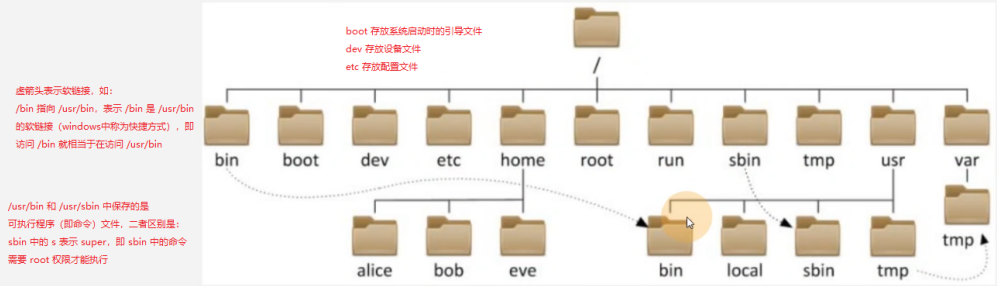 boot 存放系统启动时的引导文件
dev 存放设备文件
etc 存放配置文件
/
虚箭头表示软链接，如：
/bin 指向 /usr/bin，表示 /bin 是 /usr/bin
的软链接（windows中称为快捷方式），即
访问 /bin 就相当于在访问 /usr/bin
bin boot dev etc home root run sbin tmp usr var
/usr/bin 和 /usr/sbin 中保存的是
可执行程序（即命令）文件，二者区别是：
sbin 中的 s 表示 super，即 sbin 中的命令
需要 root 权限才能执行
tmp
alice bob eve bin local sbin tmp